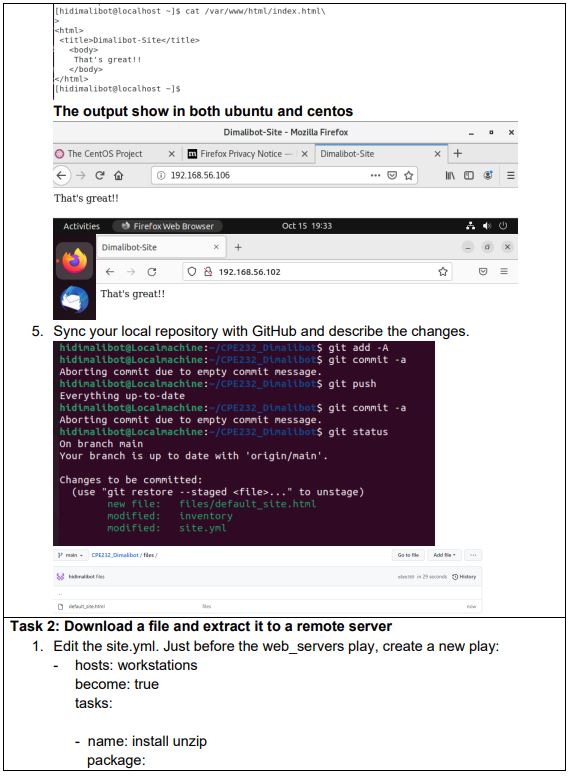 [hidimalibot@localhost ~]$ cat /var/www/html/index.html\
>
<html>
<title>Dimalibot-Site</title>
<body>
That's great!!
</body>
</html>
[hidimalibot@localhost ~]$
The output show in both ubuntu and centos
Dimalibot-Site - Mozilla Firefox
The CentOS Project
Firefox Privacy Notice —
Dimalibot-Site
192.168.56.106
That's great!!
Activities
Firefox Web Browser
Oct 15 19:33
Dimalibot-Site
192.168.56.102
That's great!!
5. Sync your local repository with GitHub and describe the changes.
hidimalibot@Localmachine:~/CPE232_Dimalibot$ git add -A
hidimalibot@Localmachine:~/CPE232_Dimalibot$ git commit -a
Aborting commit due to empty commit message.
hidimalibot@Localmachine:~/CPE232_Dimalibot$ git push
Everything up-to-date
hidimalibot@Localmachine:~/CPE232_Dimalibot$ git commit -a
Aborting commit due to empty commit message.
hidimalibot@Localmachine:~/CPE232_Dimalibot$ git status
On branch main
Your branch is up to date with 'origin/main'.
Changes to be committed:
(use "git restore --staged <file>..." to unstage)
new file: files/default_site.html
modified: inventory
modified: site.yml
main
CPE232_Dimalibot / files /
Go to file
Add file
...
hidimalibot files
in 29 seconds
History
..
default_site.html
files
now
Task 2: Download a file and extract it to a remote server
1. Edit the site.yml. Just before the web_servers play, create a new play:
- hosts: workstations
become: true
tasks:
- name: install unzip
package: